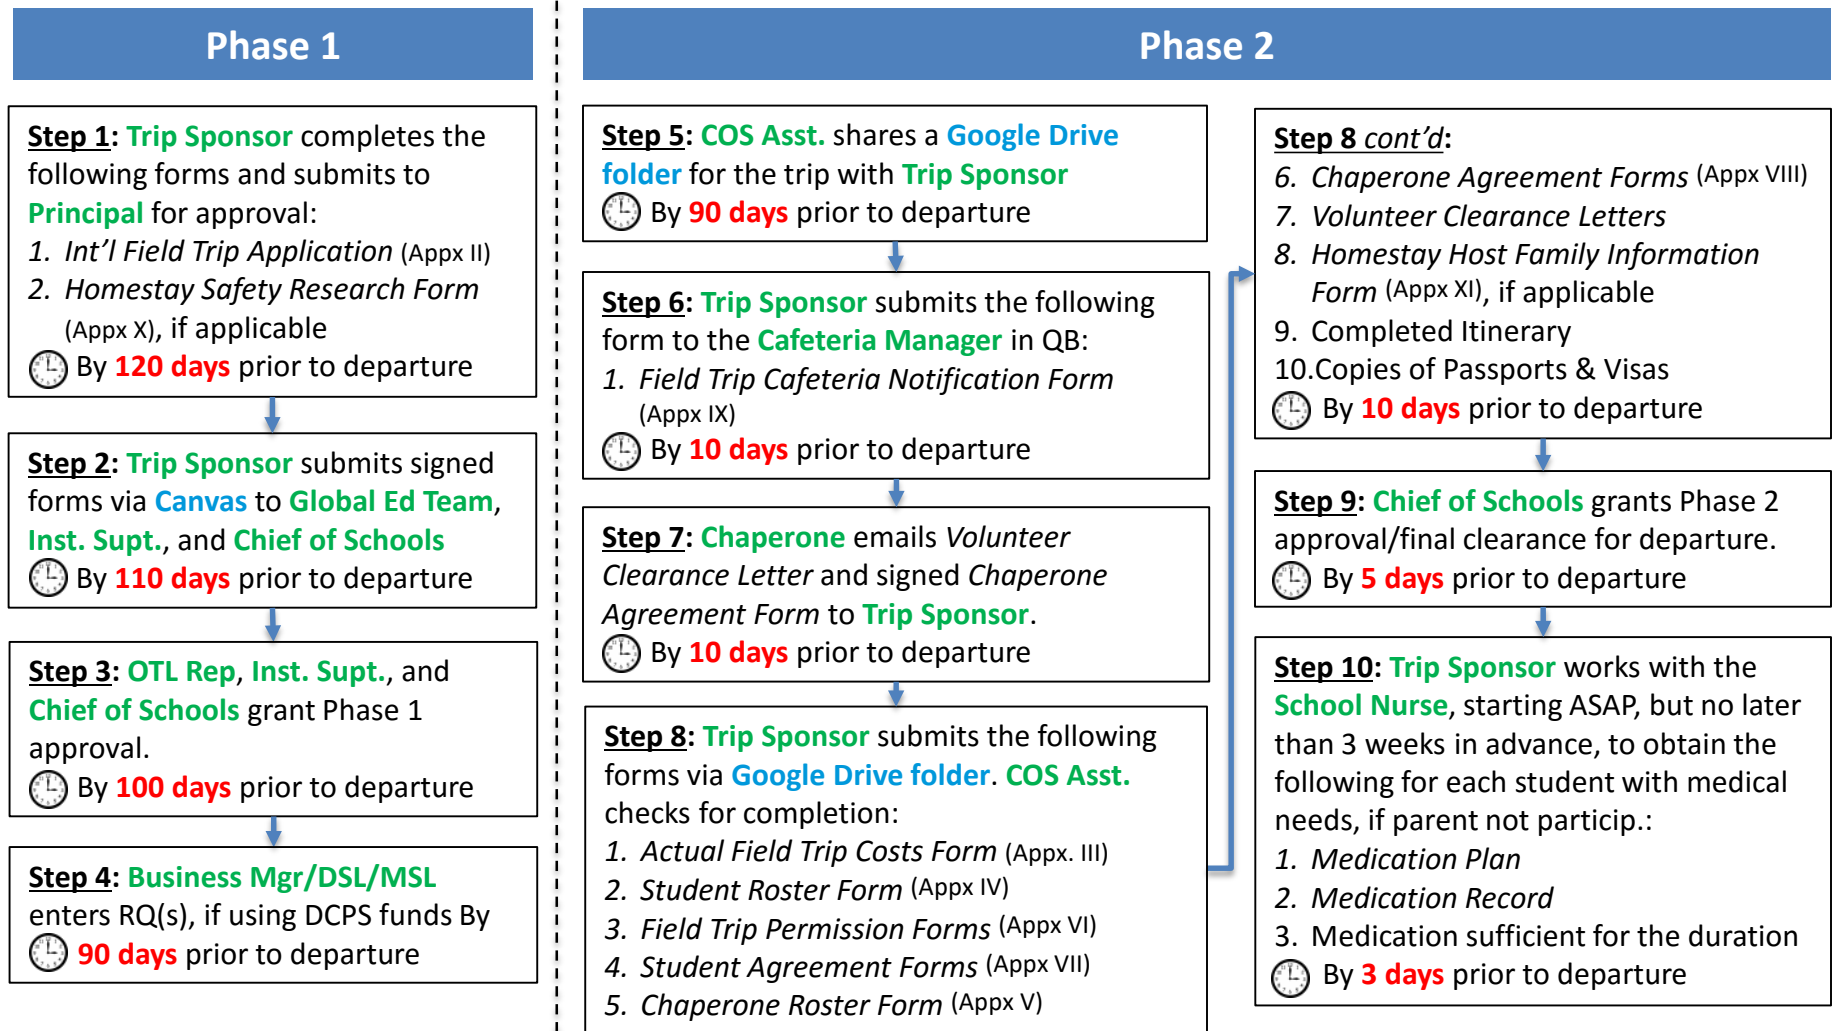 Phase 1
Step 1: Trip Sponsor completes the
following forms and submits to
Principal for approval:
1. Int’l Field Trip Application (Appx II)
2. Homestay Safety Research Form
(Appx X), if applicable
By 120 days prior to departure
Step 2: Trip Sponsor submits signed
forms via Canvas to Global Ed Team,
Inst. Supt., and Chief of Schools
By 110 days prior to departure
Step 3: OTL Rep, Inst. Supt., and
Chief of Schools grant Phase 1
approval.
By 100 days prior to departure
Step 4: Business Mgr/DSL/MSL
enters RQ(s), if using DCPS funds By
90 days prior to departure
Phase 2
Step 5: COS Asst. shares a Google Drive
folder for the trip with Trip Sponsor
By 90 days prior to departure
Step 6: Trip Sponsor submits the following
form to the Cafeteria Manager in QB:
1. Field Trip Cafeteria Notification Form
(Appx IX)
By 10 days prior to departure
Step 7: Chaperone emails Volunteer
Clearance Letter and signed Chaperone
Agreement Form to Trip Sponsor.
By 10 days prior to departure
Step 8: Trip Sponsor submits the following
forms via Google Drive folder. COS Asst.
checks for completion:
1. Actual Field Trip Costs Form (Appx. III)
2. Student Roster Form (Appx IV)
3. Field Trip Permission Forms (Appx VI)
4. Student Agreement Forms (Appx VII)
5. Chaperone Roster Form (Appx V)
Step 8 cont’d:
6. Chaperone Agreement Forms (Appx VIII)
7. Volunteer Clearance Letters
8. Homestay Host Family Information
Form (Appx XI), if applicable
9. Completed Itinerary
10.Copies of Passports & Visas
By 10 days prior to departure
Step 9: Chief of Schools grants Phase 2
approval/final clearance for departure.
By 5 days prior to departure
Step 10: Trip Sponsor works with the
School Nurse, starting ASAP, but no later
than 3 weeks in advance, to obtain the
following for each student with medical
needs, if parent not particip.:
1. Medication Plan
2. Medication Record
3. Medication sufficient for the duration
By 3 days prior to departure